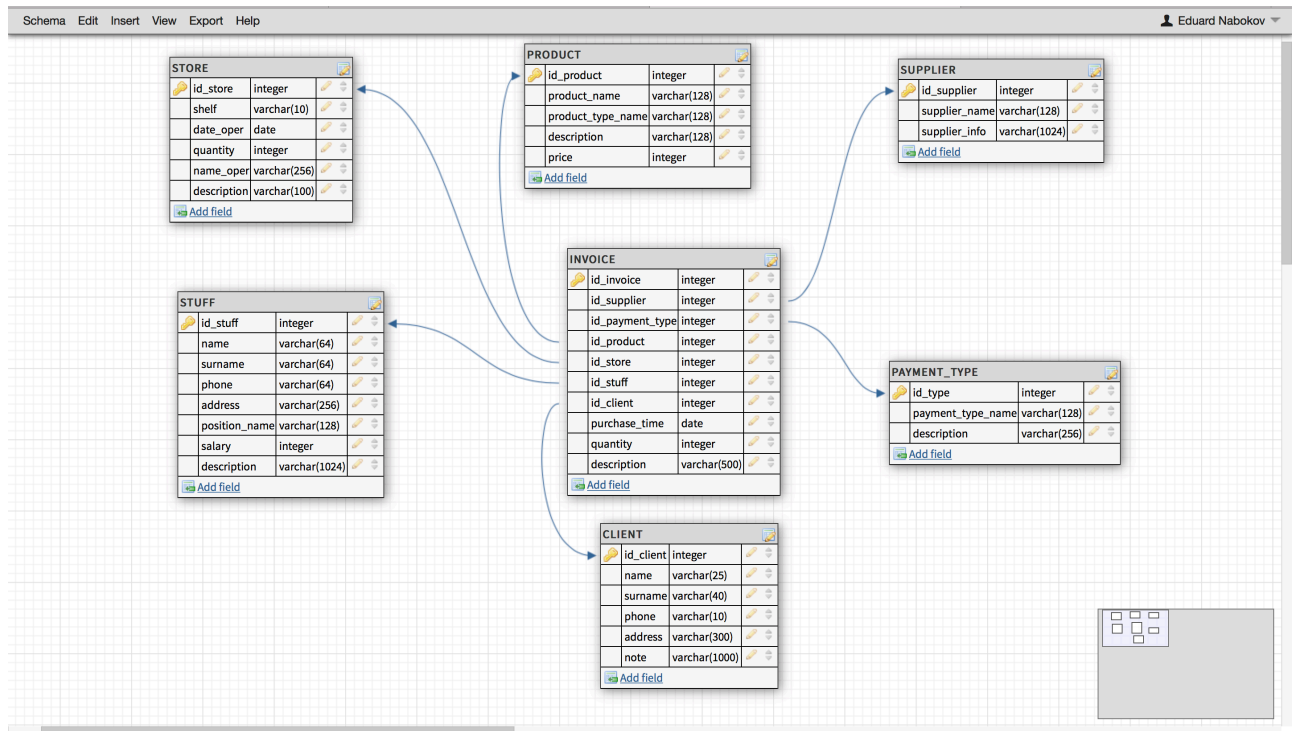 Schema Edit Insert View Export Help
Eduard Nabokov
STORE
id_store integer
shelf varchar(10)
date_oper date
quantity integer
name_oper varchar(256)
description varchar(100)
Add field
PRODUCT
id_product integer
product_name varchar(128)
product_type_name varchar(128)
description varchar(128)
price integer
Add field
SUPPLIER
id_supplier integer
supplier_name varchar(128)
supplier_info varchar(1024)
Add field
STUFF
id_stuff integer
name varchar(64)
surname varchar(64)
phone varchar(64)
address varchar(256)
position_name varchar(128)
salary integer
description varchar(1024)
Add field
INVOICE
id_invoice integer
id_supplier integer
id_payment_type integer
id_product integer
id_store integer
id_stuff integer
id_client integer
purchase_time date
quantity integer
description varchar(500)
Add field
PAYMENT_TYPE
id_type integer
payment_type_name varchar(128)
description varchar(256)
Add field
CLIENT
id_client integer
name varchar(25)
surname varchar(40)
phone varchar(10)
address varchar(300)
note varchar(1000)
Add field